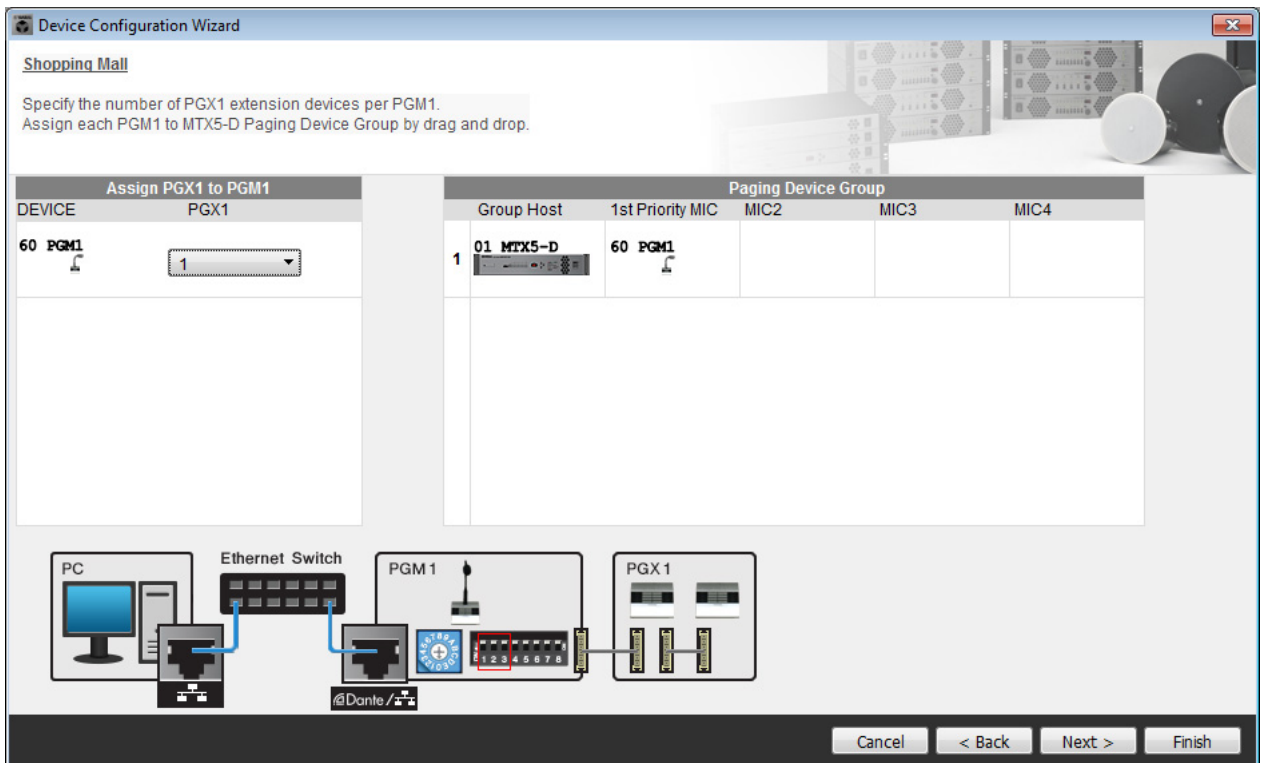 Device Configuration Wizard
Shopping Mall
Specify the number of PGX1 extension devices per PGM1.
Assign each PGM1 to MTX5-D Paging Device Group by drag and drop.
Assign PGX1 to PGM1
DEVICE PGX1
60 PGM1
1
Paging Device Group
Group Host 1st Priority MIC MIC2 MIC3 MIC4
1 01 MTX5-D 60 PGM1
PC
Ethernet Switch
PGM1
PGX1
1 2 3 4 5 6 7 8
Dante/
Cancel < Back Next > Finish